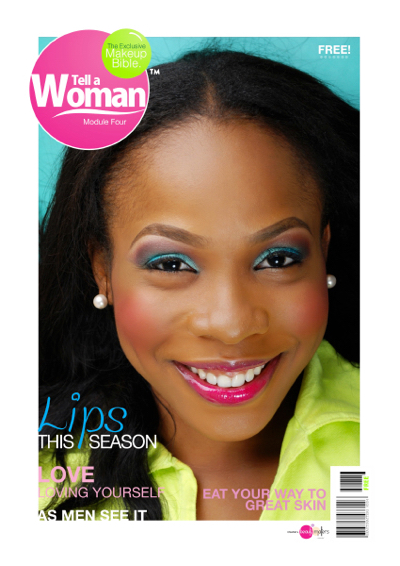 The Exclusive
Makeup
Bible.
Tell a
Woman
TM
Module Four
FREE!
Lips
THIS SEASON
LOVE
LOVING YOURSELF
AS MEN SEE IT
EAT YOUR WAY TO
GREAT SKIN
FREE